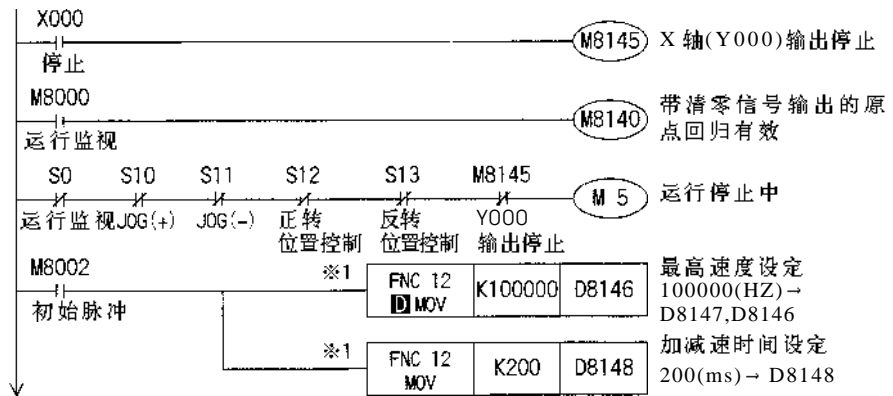 X000
M8145
X 轴(Y000)输出停止
停止
M8000
M8140
带清零信号输出的原
点回归有效
运行监视
S0 S10 S11 S12 S13 M8145
M 5
运行停止中
运行监视 JOG(+) JOG(-) 正转 反转 Y000
位置控制 位置控制 输出停止
M8002
初始脉冲
※1
FNC 12
D MOV
K100000
D8146
最高速度设定
100000(HZ)→
D8147,D8146
※1
FNC 12
MOV
K200
D8148
加减速时间设定
200(ms)→ D8148